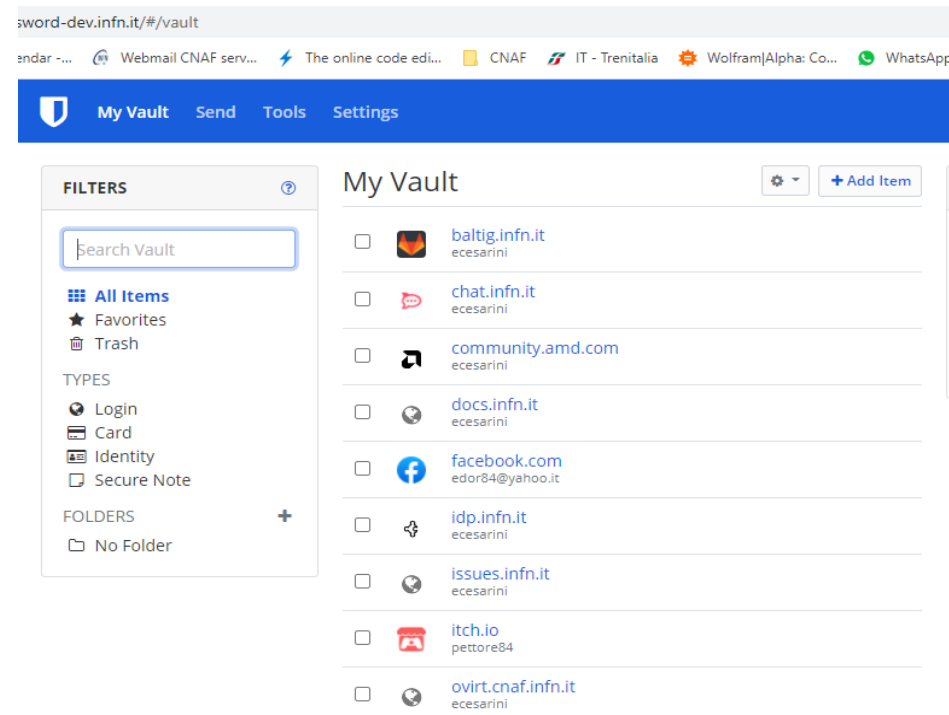 sword-dev.infn.it/#/vault
endar -... Webmail CNAF serv... The online code edi... CNAF IT - Trenitalia Wolfram|Alpha: Co... WhatsApp
My Vault Send Tools Settings
FILTERS
Search Vault
All Items
Favorites
Trash
TYPES
Login
Card
Identity
Secure Note
FOLDERS
No Folder
My Vault
Add Item
baltig.infn.it
ecesarini
chat.infn.it
ecesarini
community.amd.com
ecesarini
docs.infn.it
ecesarini
facebook.com
edor84@yahoo.it
idp.infn.it
ecesarini
issues.infn.it
ecesarini
itch.io
pettore84
ovirt.cnaf.infn.it
ecesarini